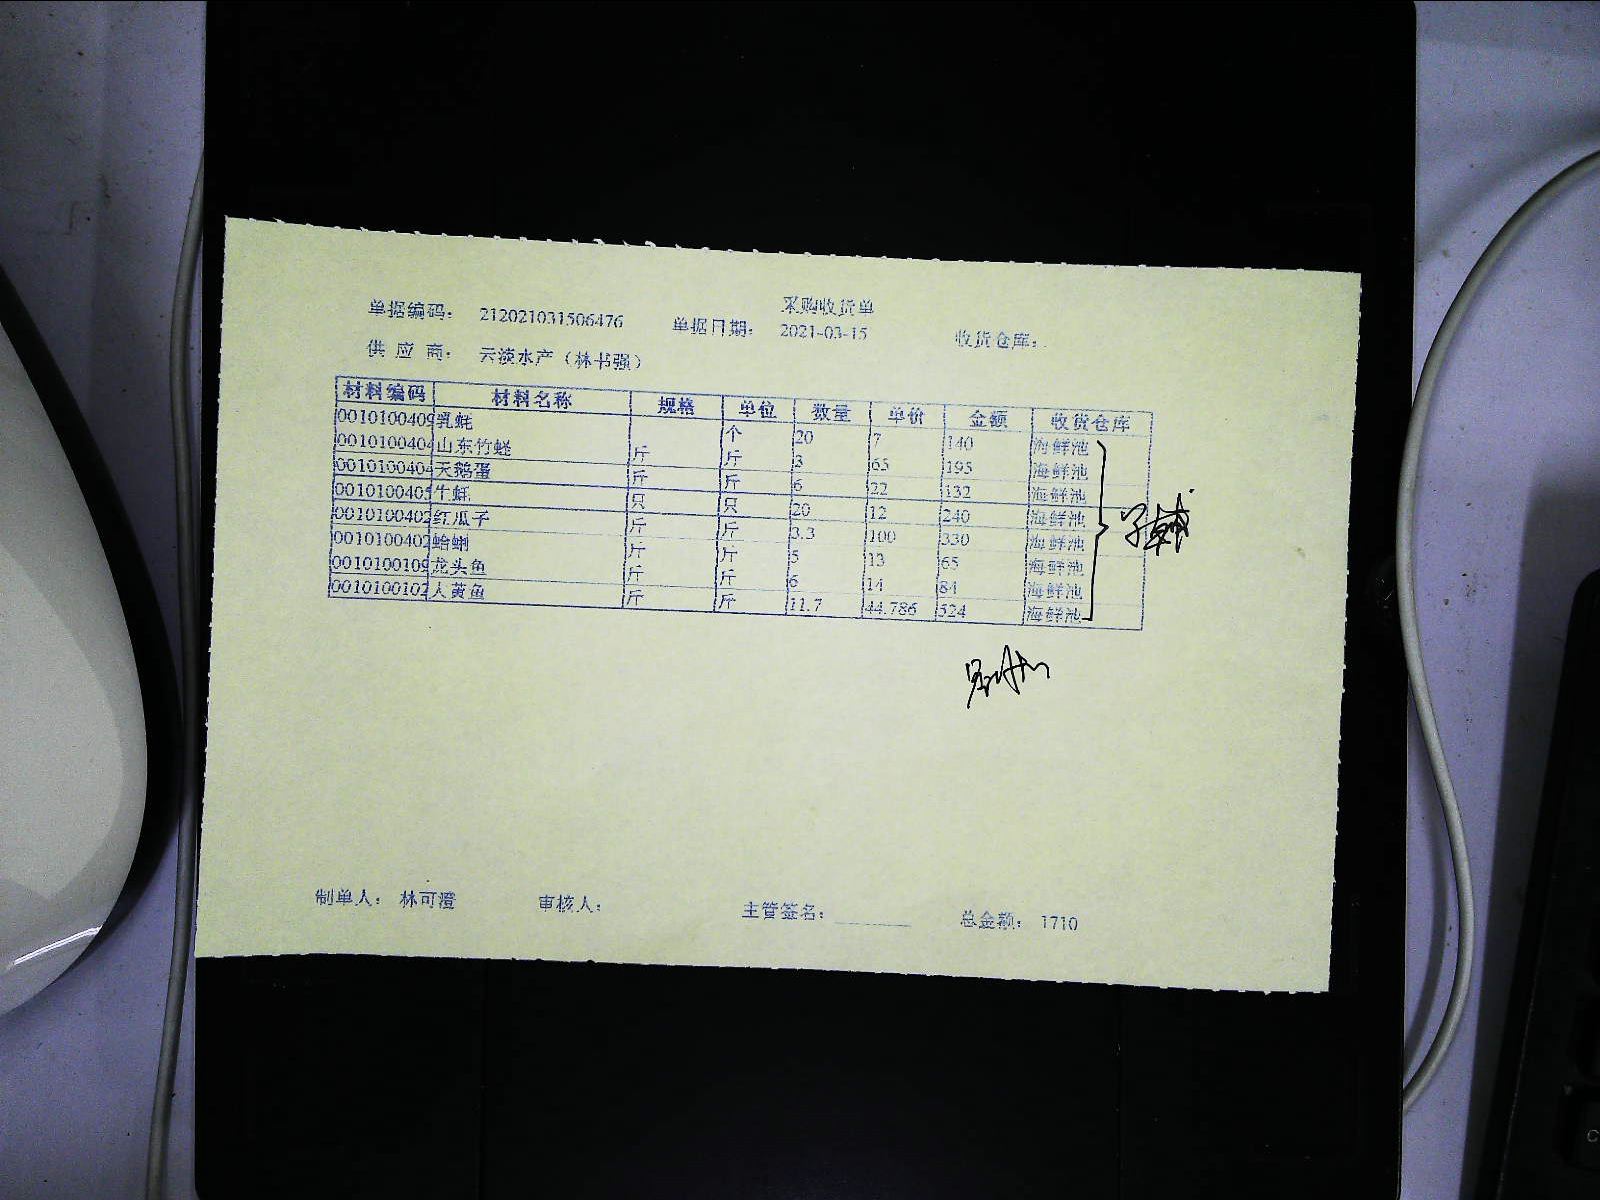 采购收货单
单据编码： 212021031506476 单据日期： 2021-03-15 收货仓库：
供 应 商： 云淡水产（林书强）
材料编码 材料名称 规格 单位 数量 单价 金额 收货仓库
0010100409 乳蚝 个 20 7 140 海鲜池
0010100404 山东竹蛏 斤 斤 3 65 195 海鲜池
0010100404 天鹅蛋 斤 斤 6 22 132 海鲜池
0010100405 牛蚝 只 只 20 12 240 海鲜池
0010100402 红瓜子 斤 斤 3.3 100 330 海鲜池
0010100402 蛤蜊 斤 斤 5 13 65 海鲜池
0010100109 龙头鱼 斤 斤 6 14 84 海鲜池
0010100102 大黄鱼 斤 斤 11.7 44.786 524 海鲜池
制单人： 林可澄 审核人： 主管签名： 总金额： 1710